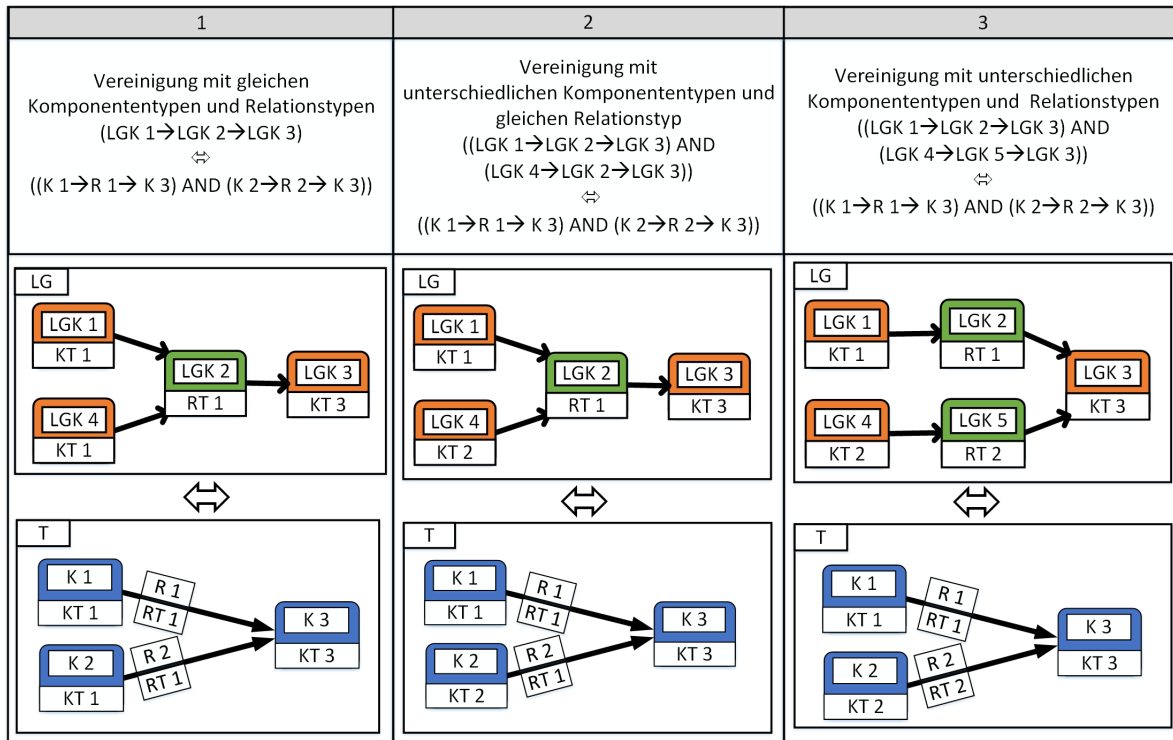 1
Vereinigung mit gleichen
Komponententypen und Relationstypen
(LGK 1→LGK 2→LGK 3)
⇔
((K 1→R 1→ K 3) AND (K 2→R 2→ K 3))
LG
LGK 1
KT 1
LGK 2
RT 1
LGK 3
KT 3
LGK 4
KT 1
T
K 1
KT 1
R 1
RT 1
K 3
KT 3
K 2
KT 1
R 2
RT 1
2
Vereinigung mit
unterschiedlichen Komponententypen und
gleichen Relationstyp
((LGK 1→LGK 2→LGK 3) AND
(LGK 4→LGK 2→LGK 3))
⇔
((K 1→R 1→ K 3) AND (K 2→R 2→ K 3))
LG
LGK 1
KT 1
LGK 2
RT 1
LGK 3
KT 3
LGK 4
KT 2
T
K 1
KT 1
R 1
RT 1
K 3
KT 3
K 2
KT 2
R 2
RT 1
3
Vereinigung mit unterschiedlichen
Komponententypen und Relationstypen
((LGK 1→LGK 2→LGK 3) AND
(LGK 4→LGK 5→LGK 3))
⇔
((K 1→R 1→ K 3) AND (K 2→R 2→ K 3))
LG
LGK 1
KT 1
LGK 2
RT 1
LGK 3
KT 3
LGK 4
KT 2
LGK 5
RT 2
T
K 1
KT 1
R 1
RT 1
K 3
KT 3
K 2
KT 2
R 2
RT 2